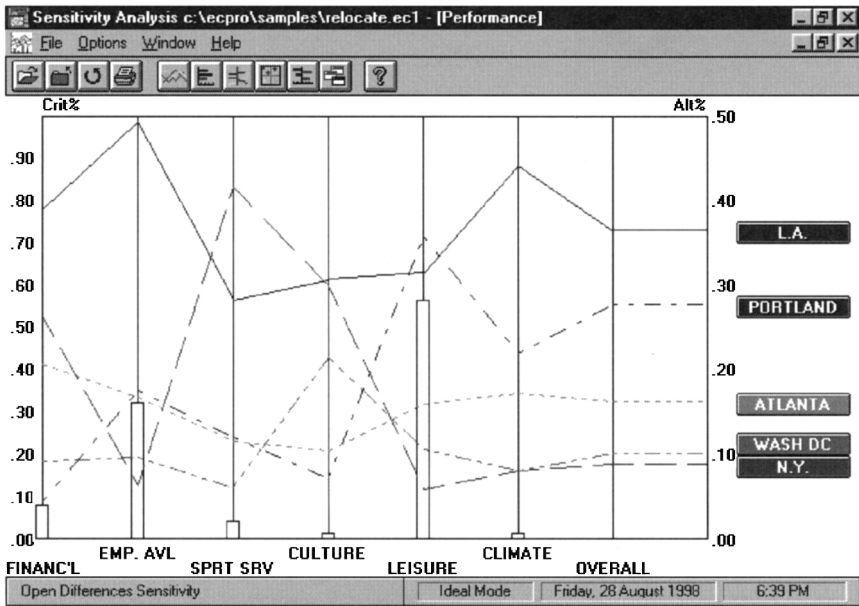 Sensitivity Analysis c:\ecpro\samples\relocate.ec1 - [Performance]
File Options Window Help
?
Crit% Alt%
.50
.90
.80 .40
.70
L.A.
.60 .30
PORTLAND
.50
.40 .20
ATLANTA
.30
WASH DC
.20 .10
N.Y.
.10
.00 .00
EMP. AVL CULTURE CLIMATE
FINANC'L SPRT SRV LEISURE OVERALL
Open Differences Sensitivity Ideal Mode Friday, 28 August 1998 6:39 PM